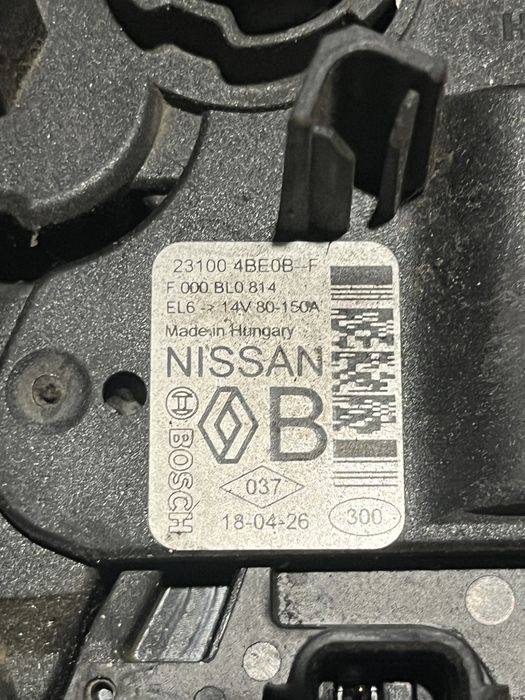 23100 4BE0B--F
F 000 BL0 814
EL6 -> 14V 80-150A
Made in Hungary
NISSAN
BOSCH
B
037
18-04-26
300